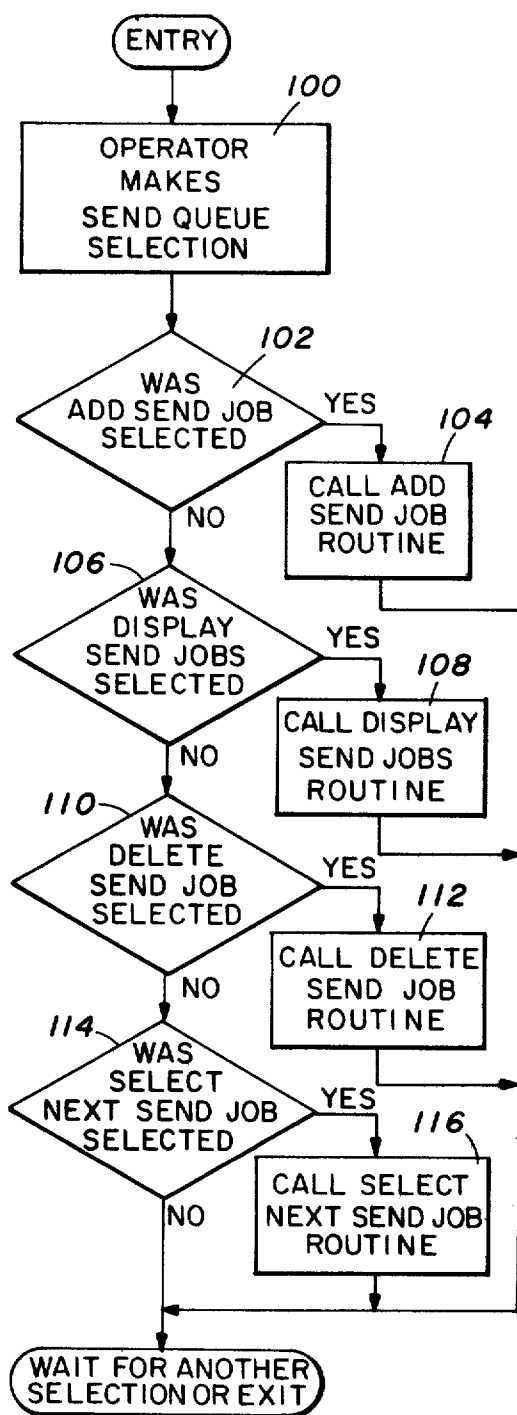 ENTRY
100
OPERATOR
MAKES
SEND QUEUE
SELECTION
102
WAS
ADD SEND JOB
SELECTED
YES
104
CALL ADD
SEND JOB
ROUTINE
NO
106
WAS
DISPLAY
SEND JOBS
SELECTED
YES
108
CALL DISPLAY
SEND JOBS
ROUTINE
NO
110
WAS
DELETE
SEND JOB
SELECTED
YES
112
CALL DELETE
SEND JOB
ROUTINE
NO
114
WAS
SELECT
NEXT SEND JOB
SELECTED
YES
116
CALL SELECT
NEXT SEND JOB
ROUTINE
NO
WAIT FOR ANOTHER
SELECTION OR EXIT